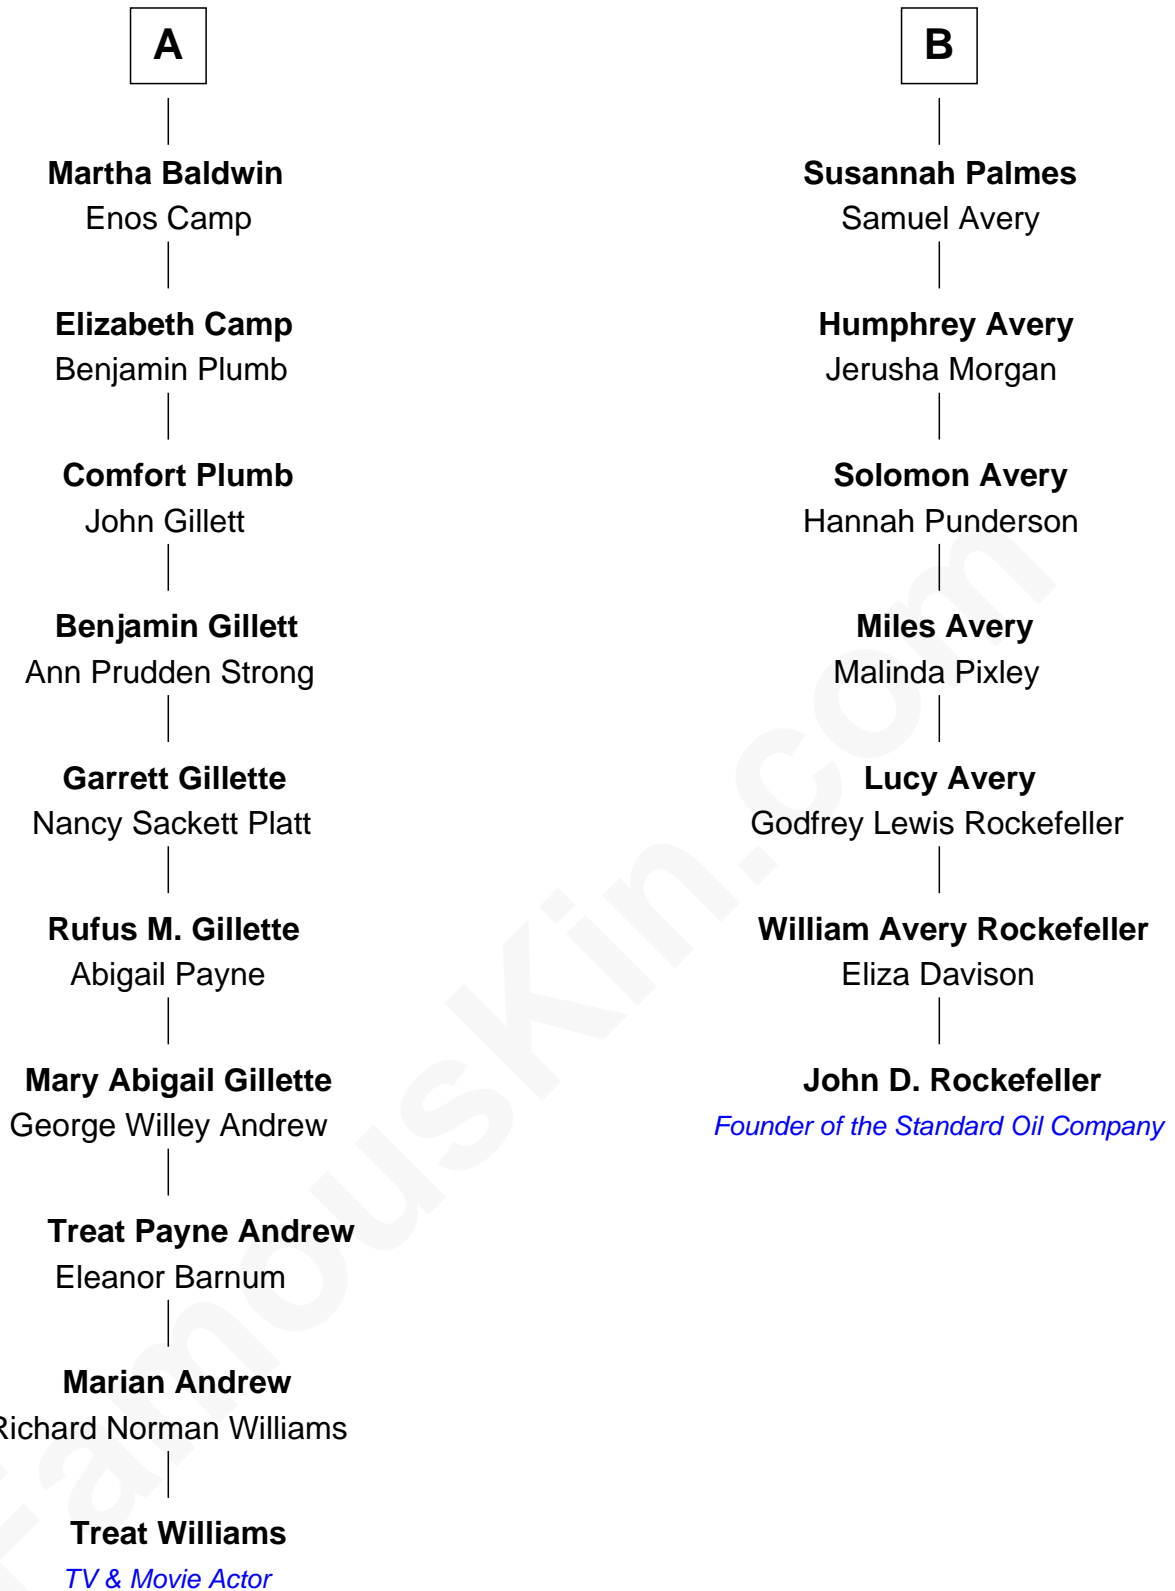 A
Martha Baldwin
Enos Camp
Elizabeth Camp
Benjamin Plumb
Comfort Plumb
John Gillett
Benjamin Gillett
Ann Prudden Strong
Garrett Gillette
Nancy Sackett Platt
Rufus M. Gillette
Abigail Payne
Mary Abigail Gillette
George Willey Andrew
Treat Payne Andrew
Eleanor Barnum
Marian Andrew
Richard Norman Williams
Treat Williams
TV & Movie Actor
B
Susannah Palmes
Samuel Avery
Humphrey Avery
Jerusha Morgan
Solomon Avery
Hannah Punderson
Miles Avery
Malinda Pixley
Lucy Avery
Godfrey Lewis Rockefeller
William Avery Rockefeller
Eliza Davison
John D. Rockefeller
Founder of the Standard Oil Company
FamousKin.com